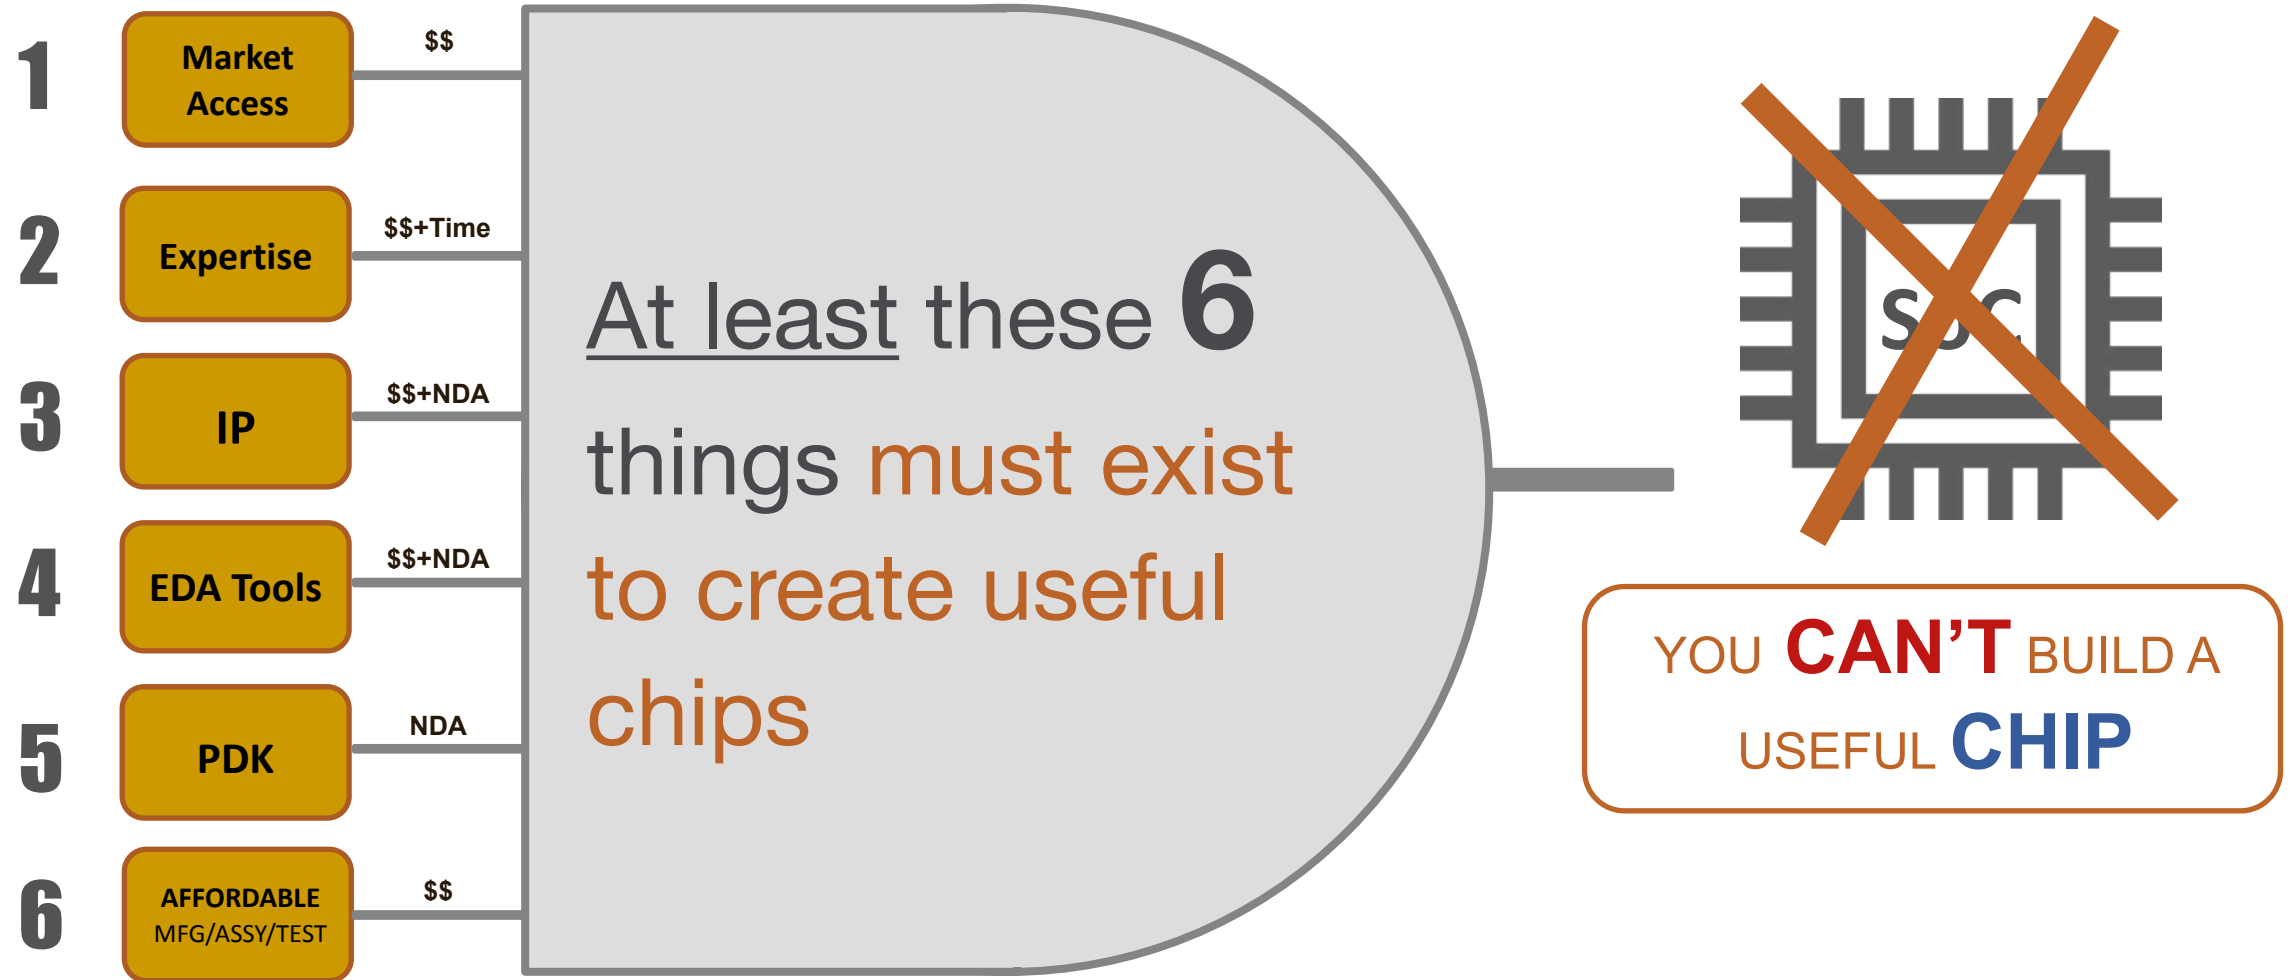 1
Market
Access
$$
2
Expertise
$$+Time
3
IP
$$+NDA
4
EDA Tools
$$+NDA
5
PDK
NDA
6
AFFORDABLE
MFG/ASSY/TEST
$$
At least these 6
things must exist
to create useful
chips
SOC
YOU CAN'T BUILD A
USEFUL CHIP